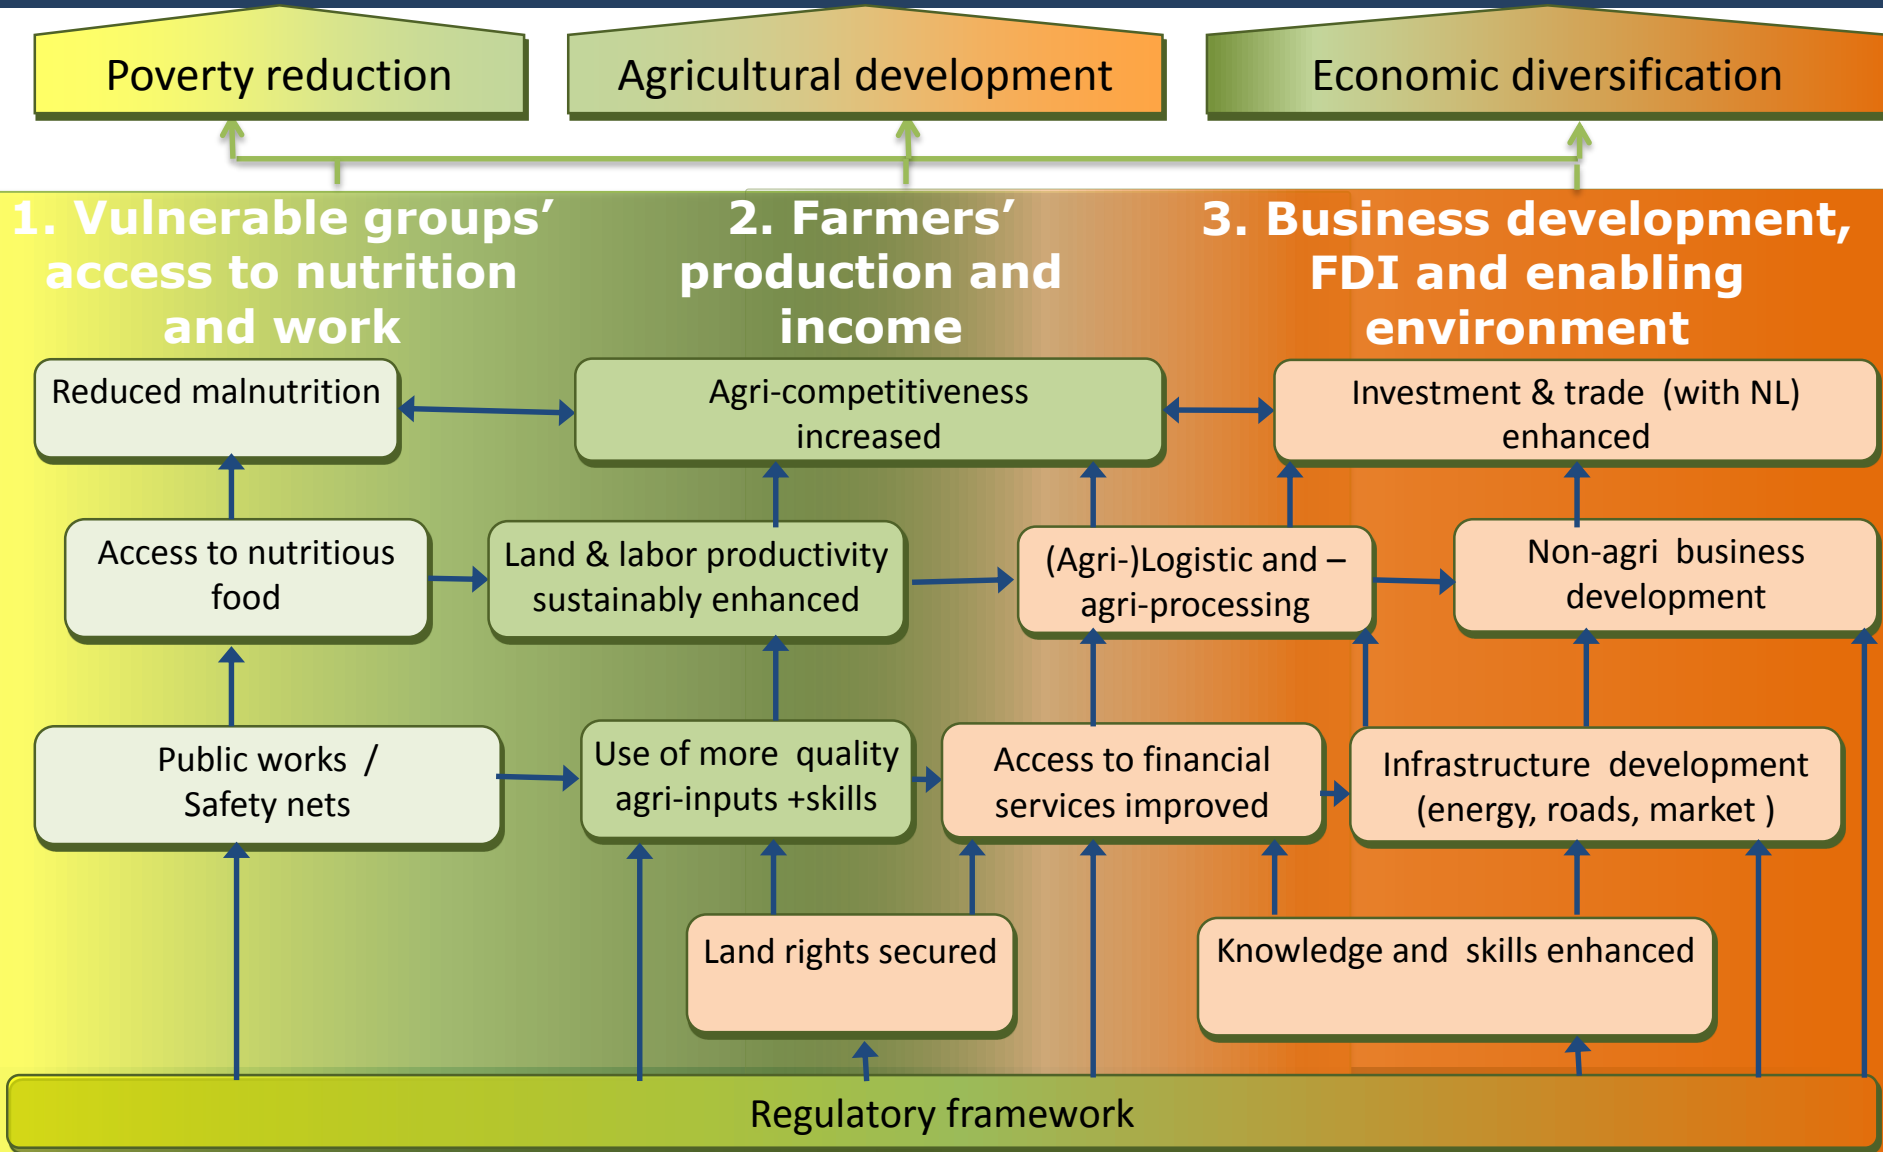 Poverty reduction
Agricultural development
Economic diversification
1. Vulnerable groups’
access to nutrition
and work
2. Farmers’
production and
income
3. Business development,
FDI and enabling
environment
Reduced malnutrition
Agri-competitiveness
increased
Investment & trade (with NL)
enhanced
Access to nutritious
food
Land & labor productivity
sustainably enhanced
(Agri-)Logistic and –
agri-processing
Non-agri business
development
Public works /
Safety nets
Use of more quality
agri-inputs +skills
Access to financial
services improved
Infrastructure development
(energy, roads, market )
Land rights secured
Knowledge and skills enhanced
Regulatory framework